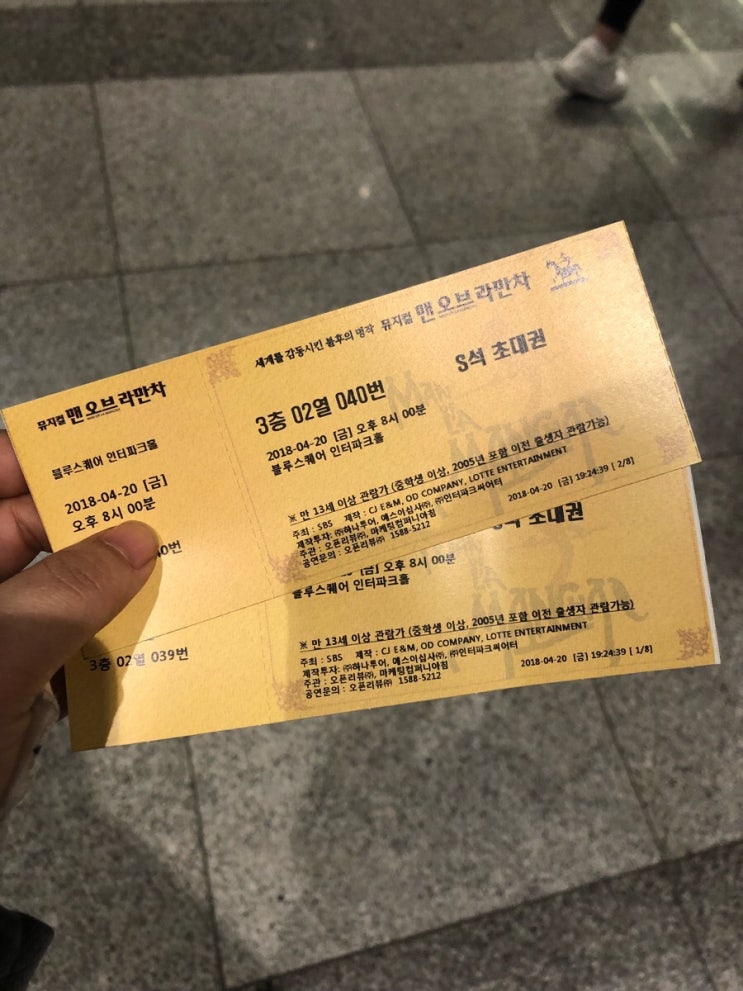 뮤지컬 맨오브라만차
블루스퀘어 인터파크홀
2018-04-20 [금]
오후 8시 00분
40번
세계를 감동시킨 불후의 명작 뮤지컬 맨오브라만차
S석 초대권
3층 02열 040번
2018-04-20 [금] 오후 8시 00분
블루스퀘어 인터파크홀
※ 만 13세 이상 관람가 (중학생 이상, 2005년 포함 이전 출생자 관람가능)
주최 : SBS 제작 : CJ E&M, OD COMPANY, LOTTE ENTERTAINMENT
제작투자: ㈜하나투어, 예스이십사㈜, ㈜인터파크씨어터
주관 : 오픈리뷰㈜, 마케팅컴퍼니아침
공연문의 : 오픈리뷰㈜ 1588-5212
2018-04-20 [금] 19:24:39 [2/8]
MAN
LA
MANCHA
3층 02열 039번
초대권
[금] 오후 8시 00분
블루스퀘어 인터파크홀
※ 만 13세 이상 관람가 (중학생 이상, 2005년 포함 이전 출생자 관람가능)
주최 : SBS 제작 : CJ E&M, OD COMPANY, LOTTE ENTERTAINMENT
제작투자: ㈜하나투어, 예스이십사㈜, ㈜인터파크씨어터
주관 : 오픈리뷰㈜, 마케팅컴퍼니아침
공연문의 : 오픈리뷰㈜ 1588-5212
2018-04-20 [금] 19:24:39 [1/8]